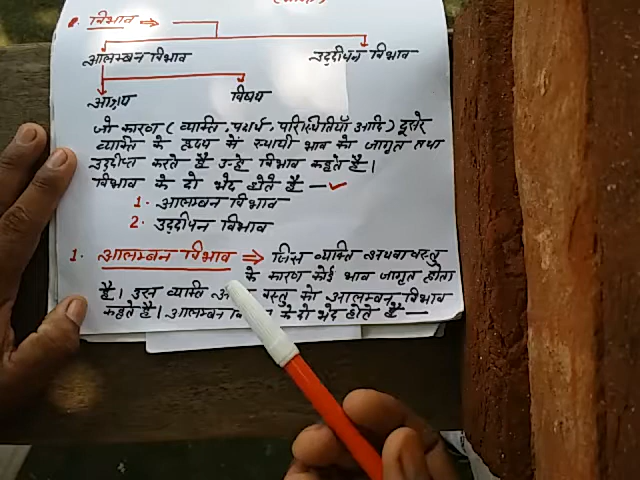 विभाव ⇒
आलम्बन विभाव उद्दीपन विभाव
आश्रय विषय
जो कारण ( व्यक्ति, पदार्थ, परिस्थितियाँ आदि ) दूसरे
व्यक्ति के हृदय में स्थायी भाव को जागृत तथा
उद्दीप्त करते है उन्हे विभाव कहते है।
विभाव के दो भेद होते है —
1. आलम्बन विभाव
2. उद्दीपन विभाव
1. आलम्बन विभाव ⇒ जिस व्यक्ति अथवा वस्तु
के कारण कोई भाव जागृत होता
है। उस व्यक्ति वस्तु को आलम्बन विभाव
कहते है। आलम्बन के दो भेद होते है —